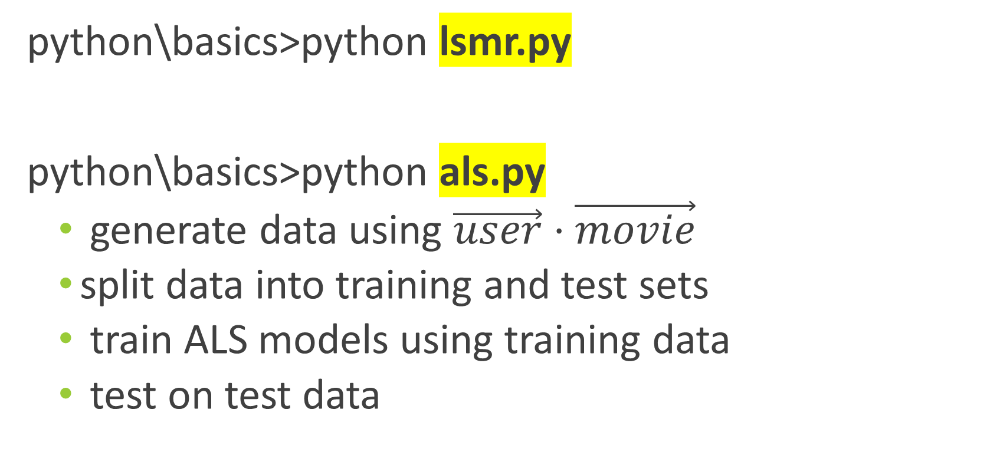 python\basics>python lsmr.py
python\basics>python als.py
• generate data using $\overrightarrow{user} \cdot \overrightarrow{movie}$
• split data into training and test sets
• train ALS models using training data
• test on test data